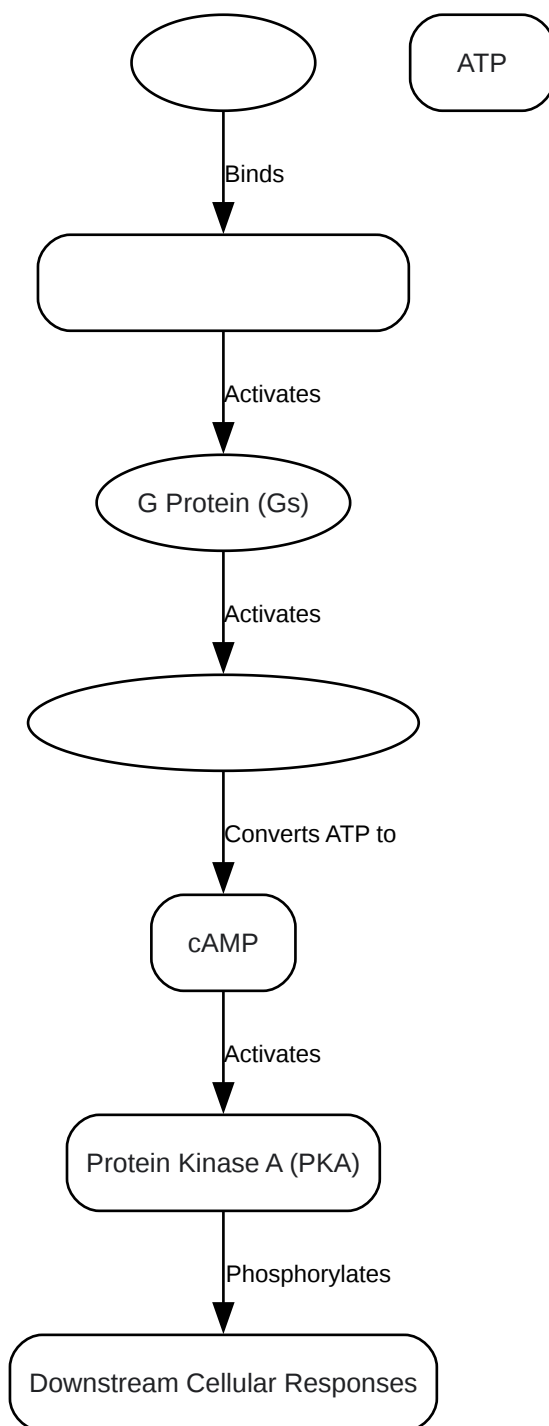 ATP
Binds
Activates
G Protein (Gs)
Activates
Converts ATP to
cAMP
Activates
Protein Kinase A (PKA)
Phosphorylates
Downstream Cellular Responses